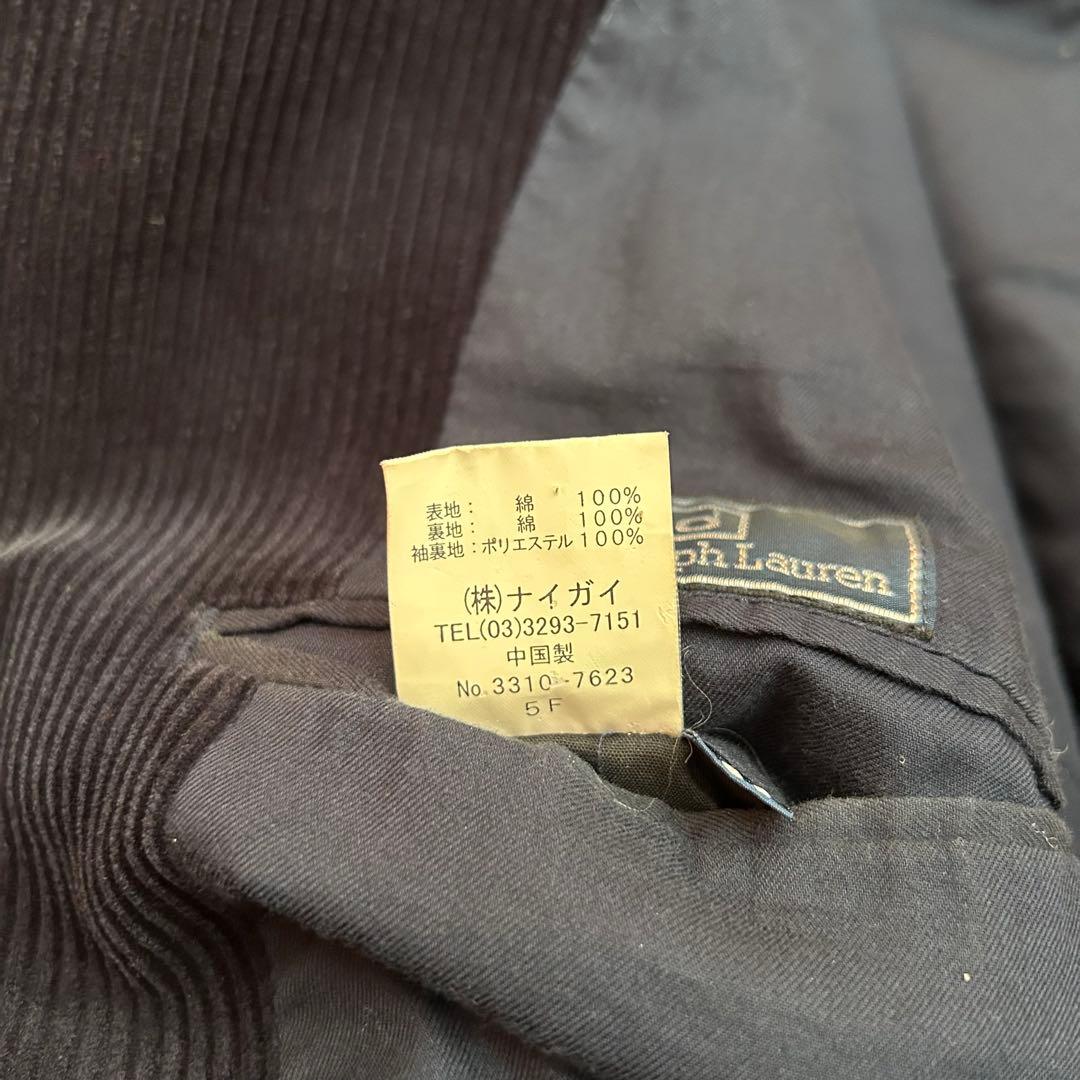 表地： 綿 100%
裏地： 綿 100%
袖裏地：ポリエステル 100%
(株)ナイガイ
TEL(03)3293-7151
中国製
No.3310-7623
5F
Lauren